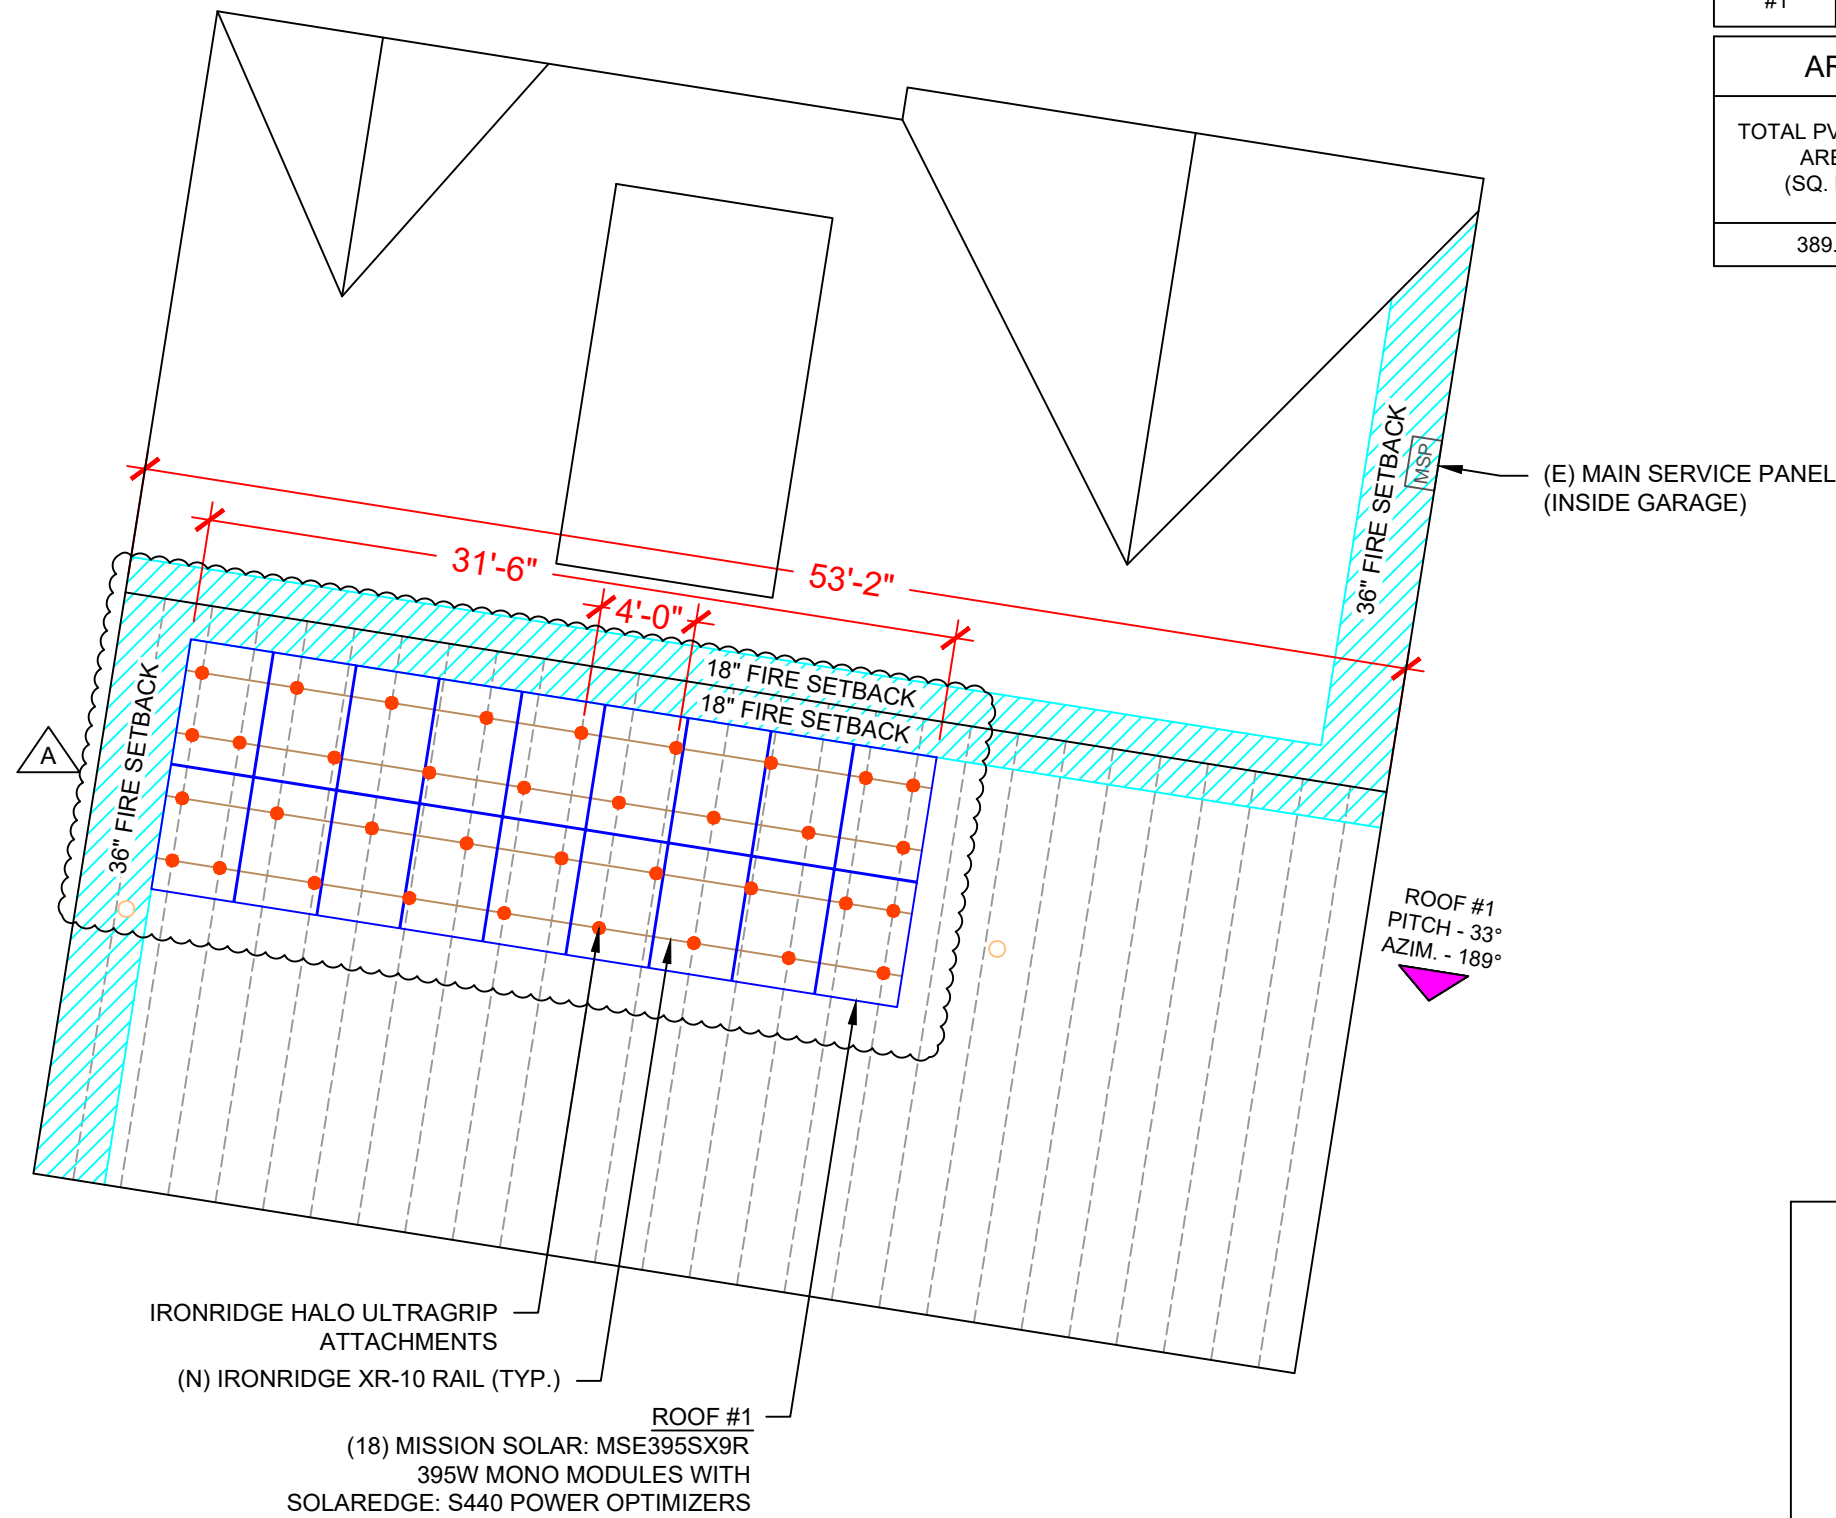 #1
TOTAL PV
(SQ.
389.
(E) MAIN SERVICE PANEL
(INSIDE GARAGE)
MSP
36" FIRE SETBACK
53'-2"
31'-6"
4'-0"
18" FIRE SETBACK
18" FIRE SETBACK
36" FIRE SETBACK
A
ROOF #1
PITCH - 33°
AZIM. - 189°
IRONRIDGE HALO ULTRAGRIP
ATTACHMENTS
(N) IRONRIDGE XR-10 RAIL (TYP.)
ROOF #1
(18) MISSION SOLAR: MSE395SX9R
395W MONO MODULES WITH
SOLAREDGE: S440 POWER OPTIMIZERS